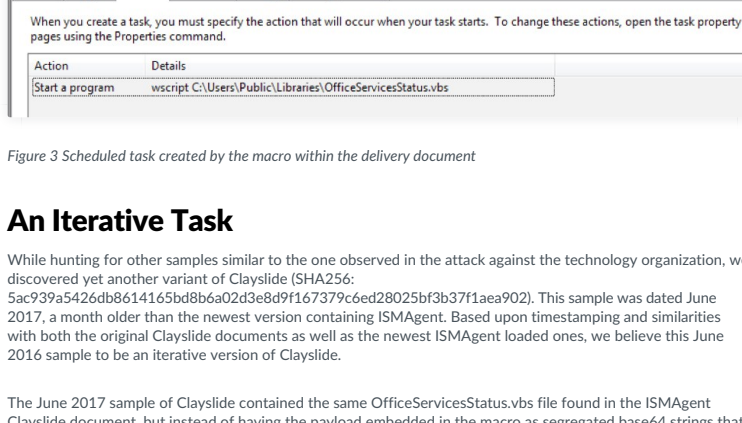 When you create a task, you must specify the action that will occur when your task starts. To change these actions, open the task property
pages using the Properties command.
Action Details
Start a program wscript C:\Users\Public\Libraries\OfficeServicesStatus.vbs
Figure 3 Scheduled task created by the macro within the delivery document
An Iterative Task
While hunting for other samples similar to the one observed in the attack against the technology organization, w
discovered yet another variant of Clayslide (SHA256:
5ac939a5426db8614165bd8b6a02d3e8d9f167379c6ed28025bf3b37f1aea902). This sample was dated June
2017, a month older than the newest version containing ISMAgent. Based upon timestamping and similarities
with both the original Clayslide documents as well as the newest ISMAgent loaded ones, we believe this June
2016 sample to be an iterative version of Clayslide.
The June 2017 sample of Clayslide contained the same OfficeServicesStatus.vbs file found in the ISMAgent
Clayslide document, but instead of having the payload embedded in the macro as segregated base64 strings that